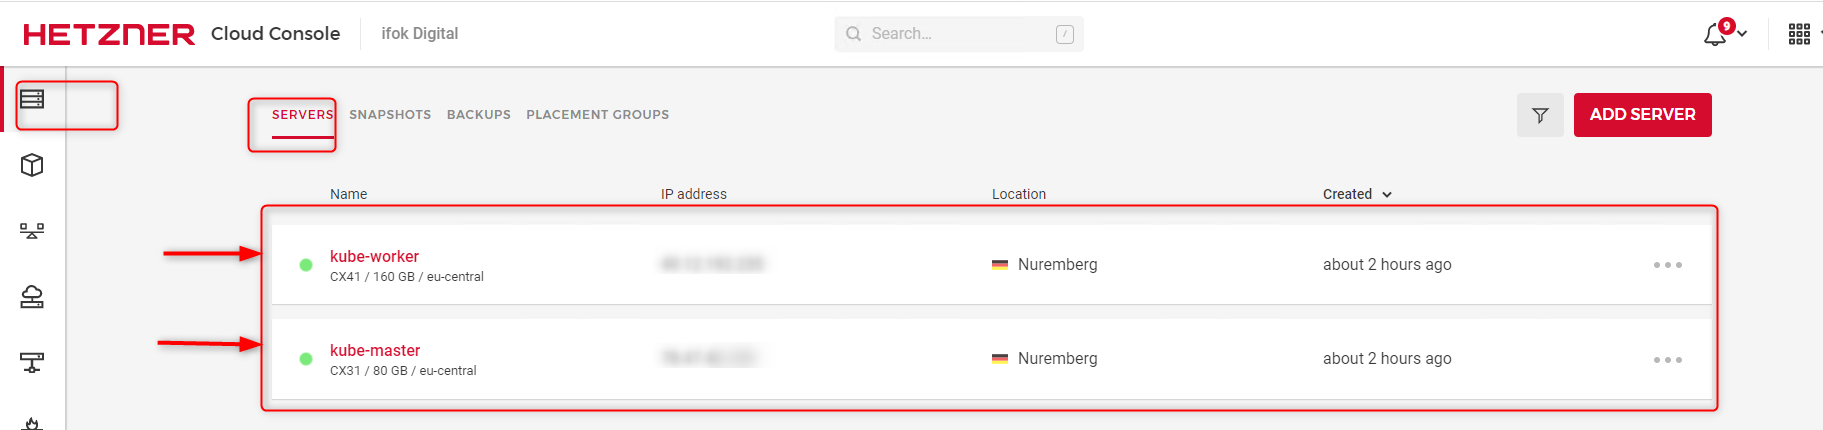 HETZNER Cloud Console ifok Digital Search... / 9
SERVERS SNAPSHOTS BACKUPS PLACEMENT GROUPS ADD SERVER
Name IP address Location Created
kube-worker
CX41 / 160 GB / eu-central
Nuremberg about 2 hours ago
kube-master
CX31 / 80 GB / eu-central
Nuremberg about 2 hours ago